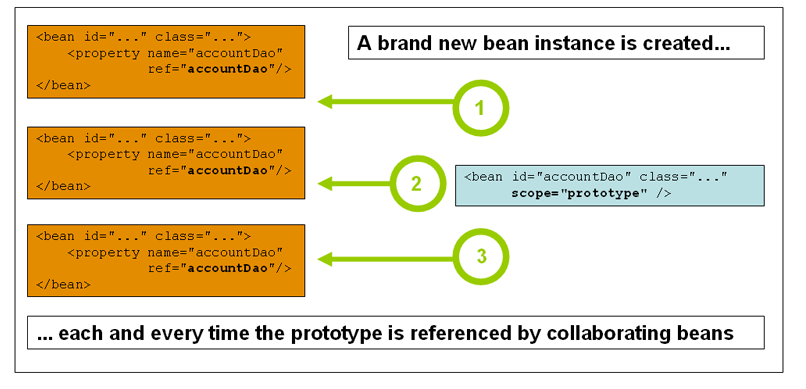 <bean id="..." class="...">
<property name="accountDao"
ref="accountDao"/>
</bean>
A brand new bean instance is created...
1
<bean id="..." class="...">
<property name="accountDao"
ref="accountDao"/>
</bean>
2
<bean id="accountDao" class="..."
scope="prototype" />
<bean id="..." class="...">
<property name="accountDao"
ref="accountDao"/>
</bean>
3
... each and every time the prototype is referenced by collaborating beans